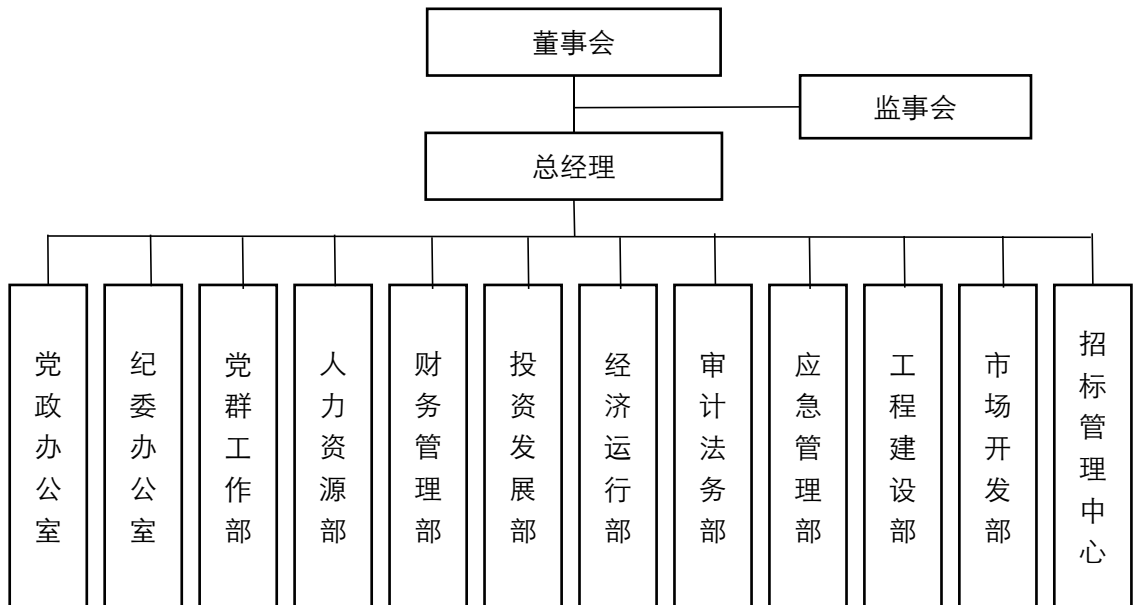 董事会
监事会
总经理
党政办公室
纪委办公室
党群工作部
人力资源部
财务管理部
投资发展部
经济运行部
审计法务部
应急管理部
工程建设部
市场开发部
招标管理中心